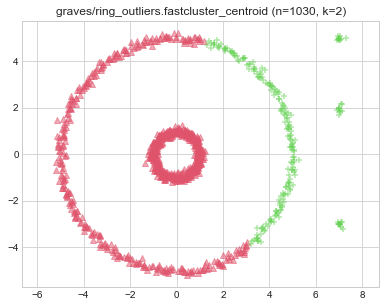 graves/ring_outliers.fastcluster_centroid (n=1030, k=2)
4
2
0
−2
−4
−6 −4 −2 0 2 4 6 8